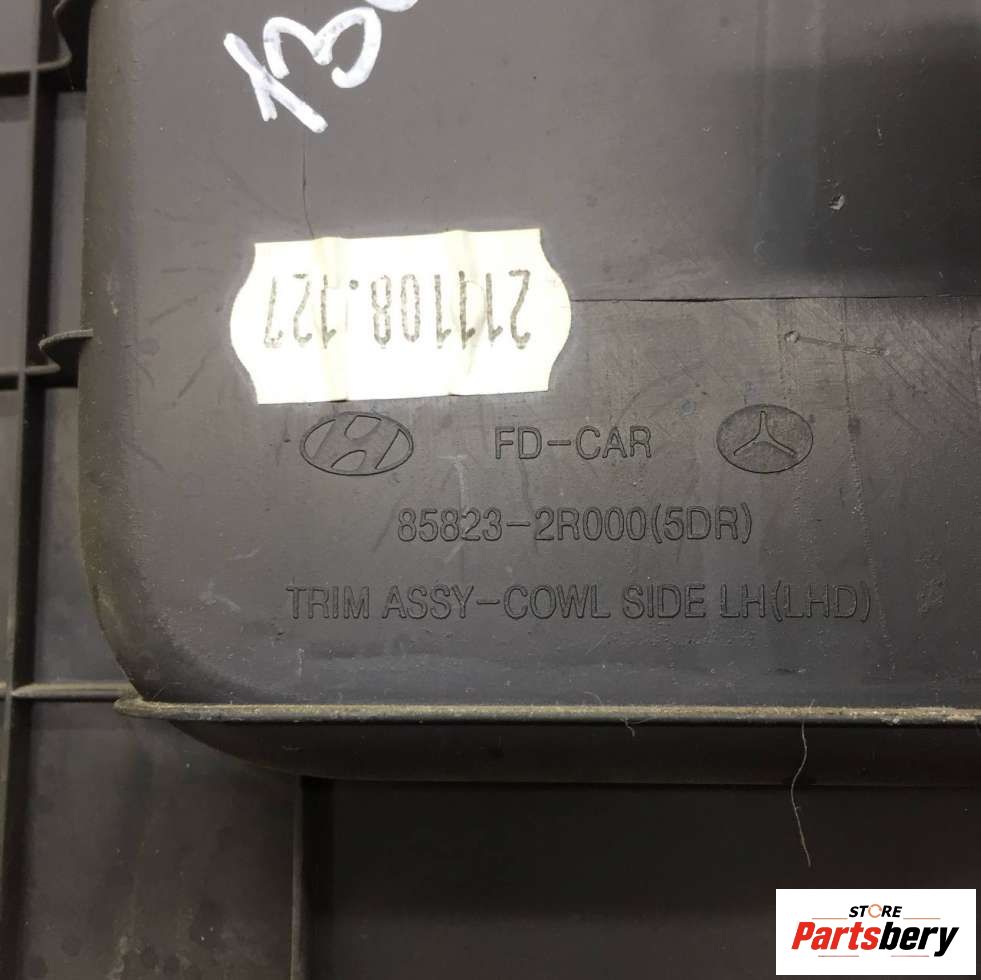 211108.127
FD-CAR
85823-2R000(5DR)
TRIM ASSY-COWL SIDE LH(LHD)
STORE
Partsbery